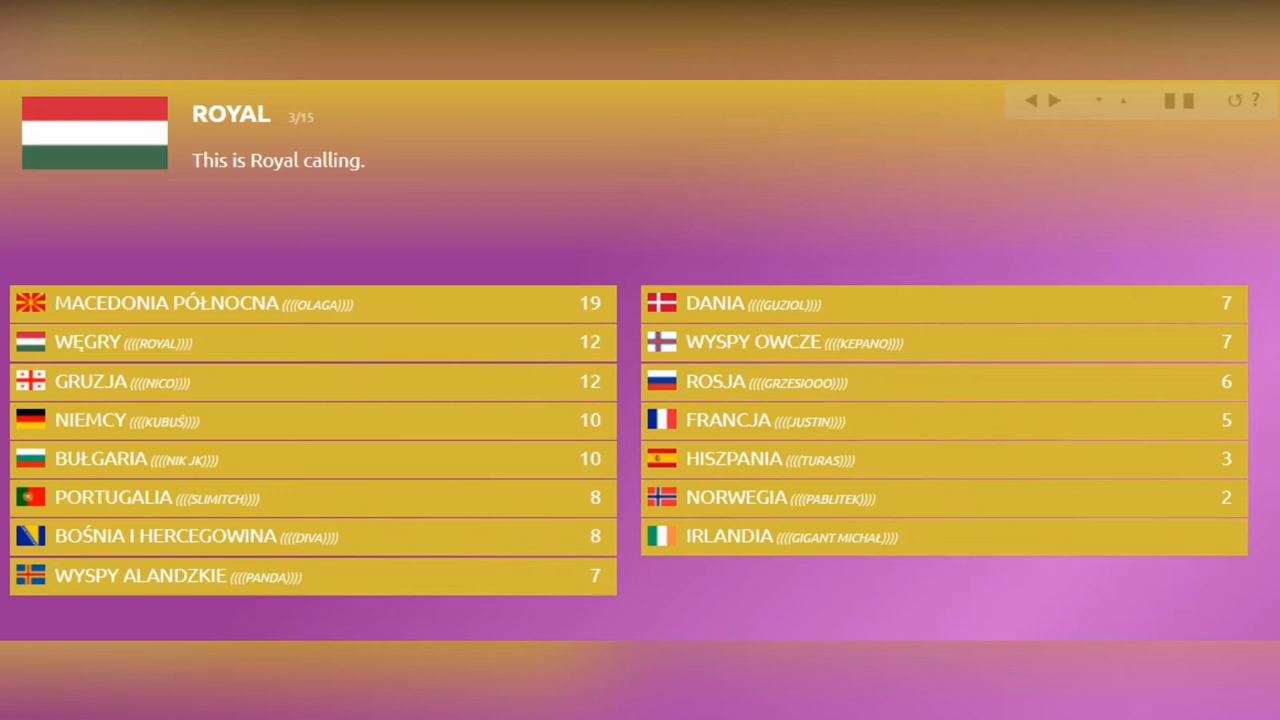 ROYAL 3/15
This is Royal calling.
MACEDONIA PÓŁNOCNA ((((OLAGA)))) 19
WĘGRY ((((ROYAL)))) 12
GRUZJA ((((NICO)))) 12
NIEMCY ((((KUBUŚ)))) 10
BUŁGARIA ((((NIK JK)))) 10
PORTUGALIA ((((SLIMITCH)))) 8
BOŚNIA I HERCEGOWINA ((((DIVA)))) 8
WYSPY ALANDZKIE ((((PANDA)))) 7
DANIA ((((GUZIOL)))) 7
WYSPY OWCZE ((((KEPANO)))) 7
ROSJA ((((GRZESIOOO)))) 6
FRANCJA ((((JUSTIN)))) 5
HISZPANIA ((((TURAS)))) 3
NORWEGIA ((((PABLITEK)))) 2
IRLANDIA ((((GIGANT MICHAŁ))))